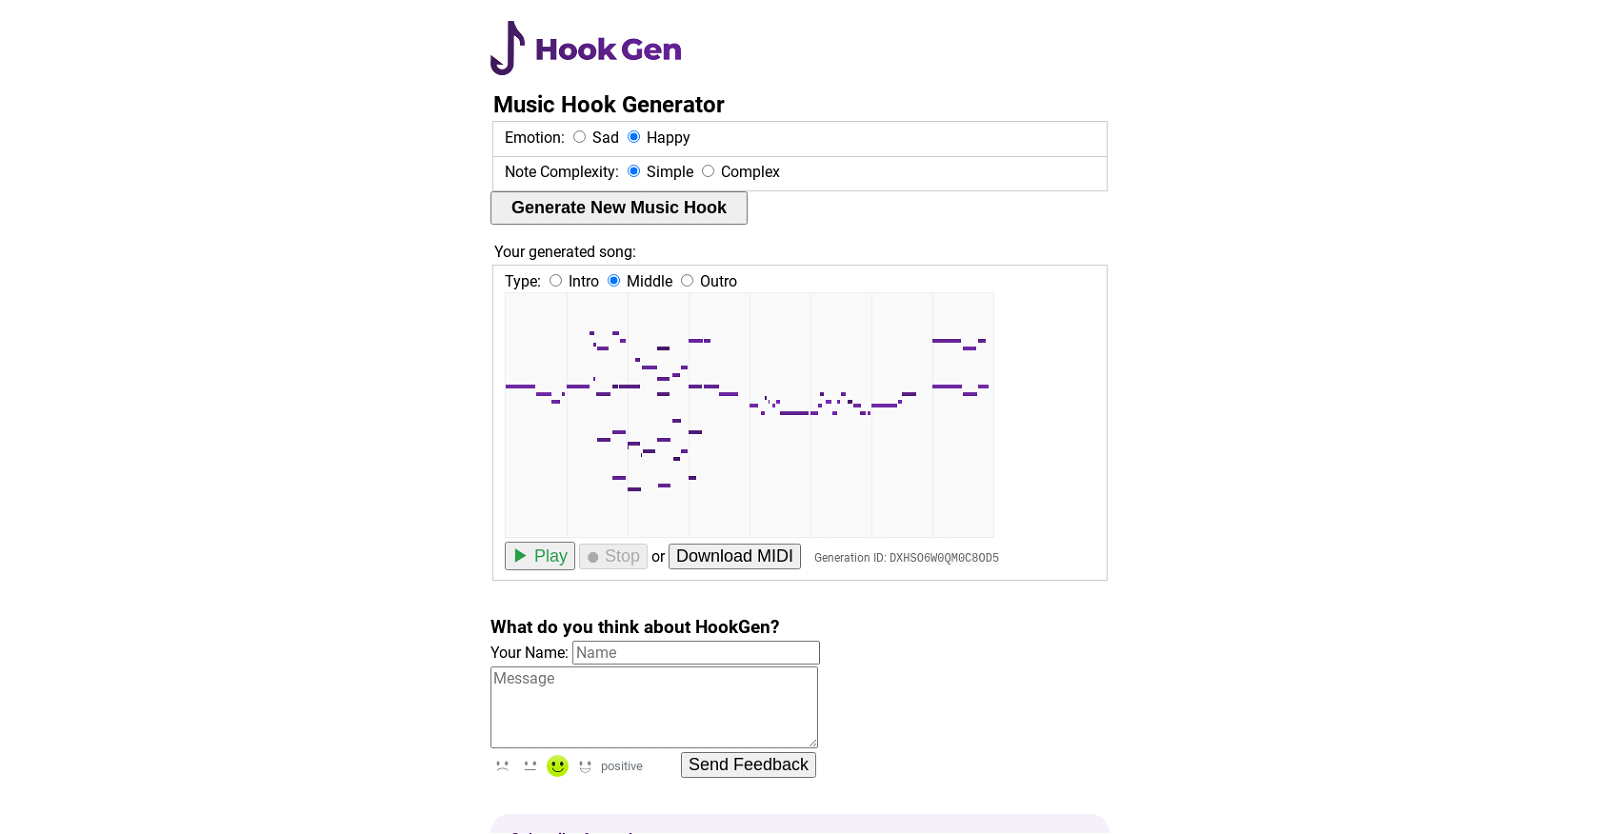 Hook Gen
Music Hook Generator
Emotion: Sad Happy
Note Complexity: Simple Complex
Generate New Music Hook
Your generated song:
Type: Intro Middle Outro
Play Stop or Download MIDI Generation ID: DXHSO6W0QM0C8OD5
What do you think about HookGen?
Your Name: Name
Message
positive Send Feedback